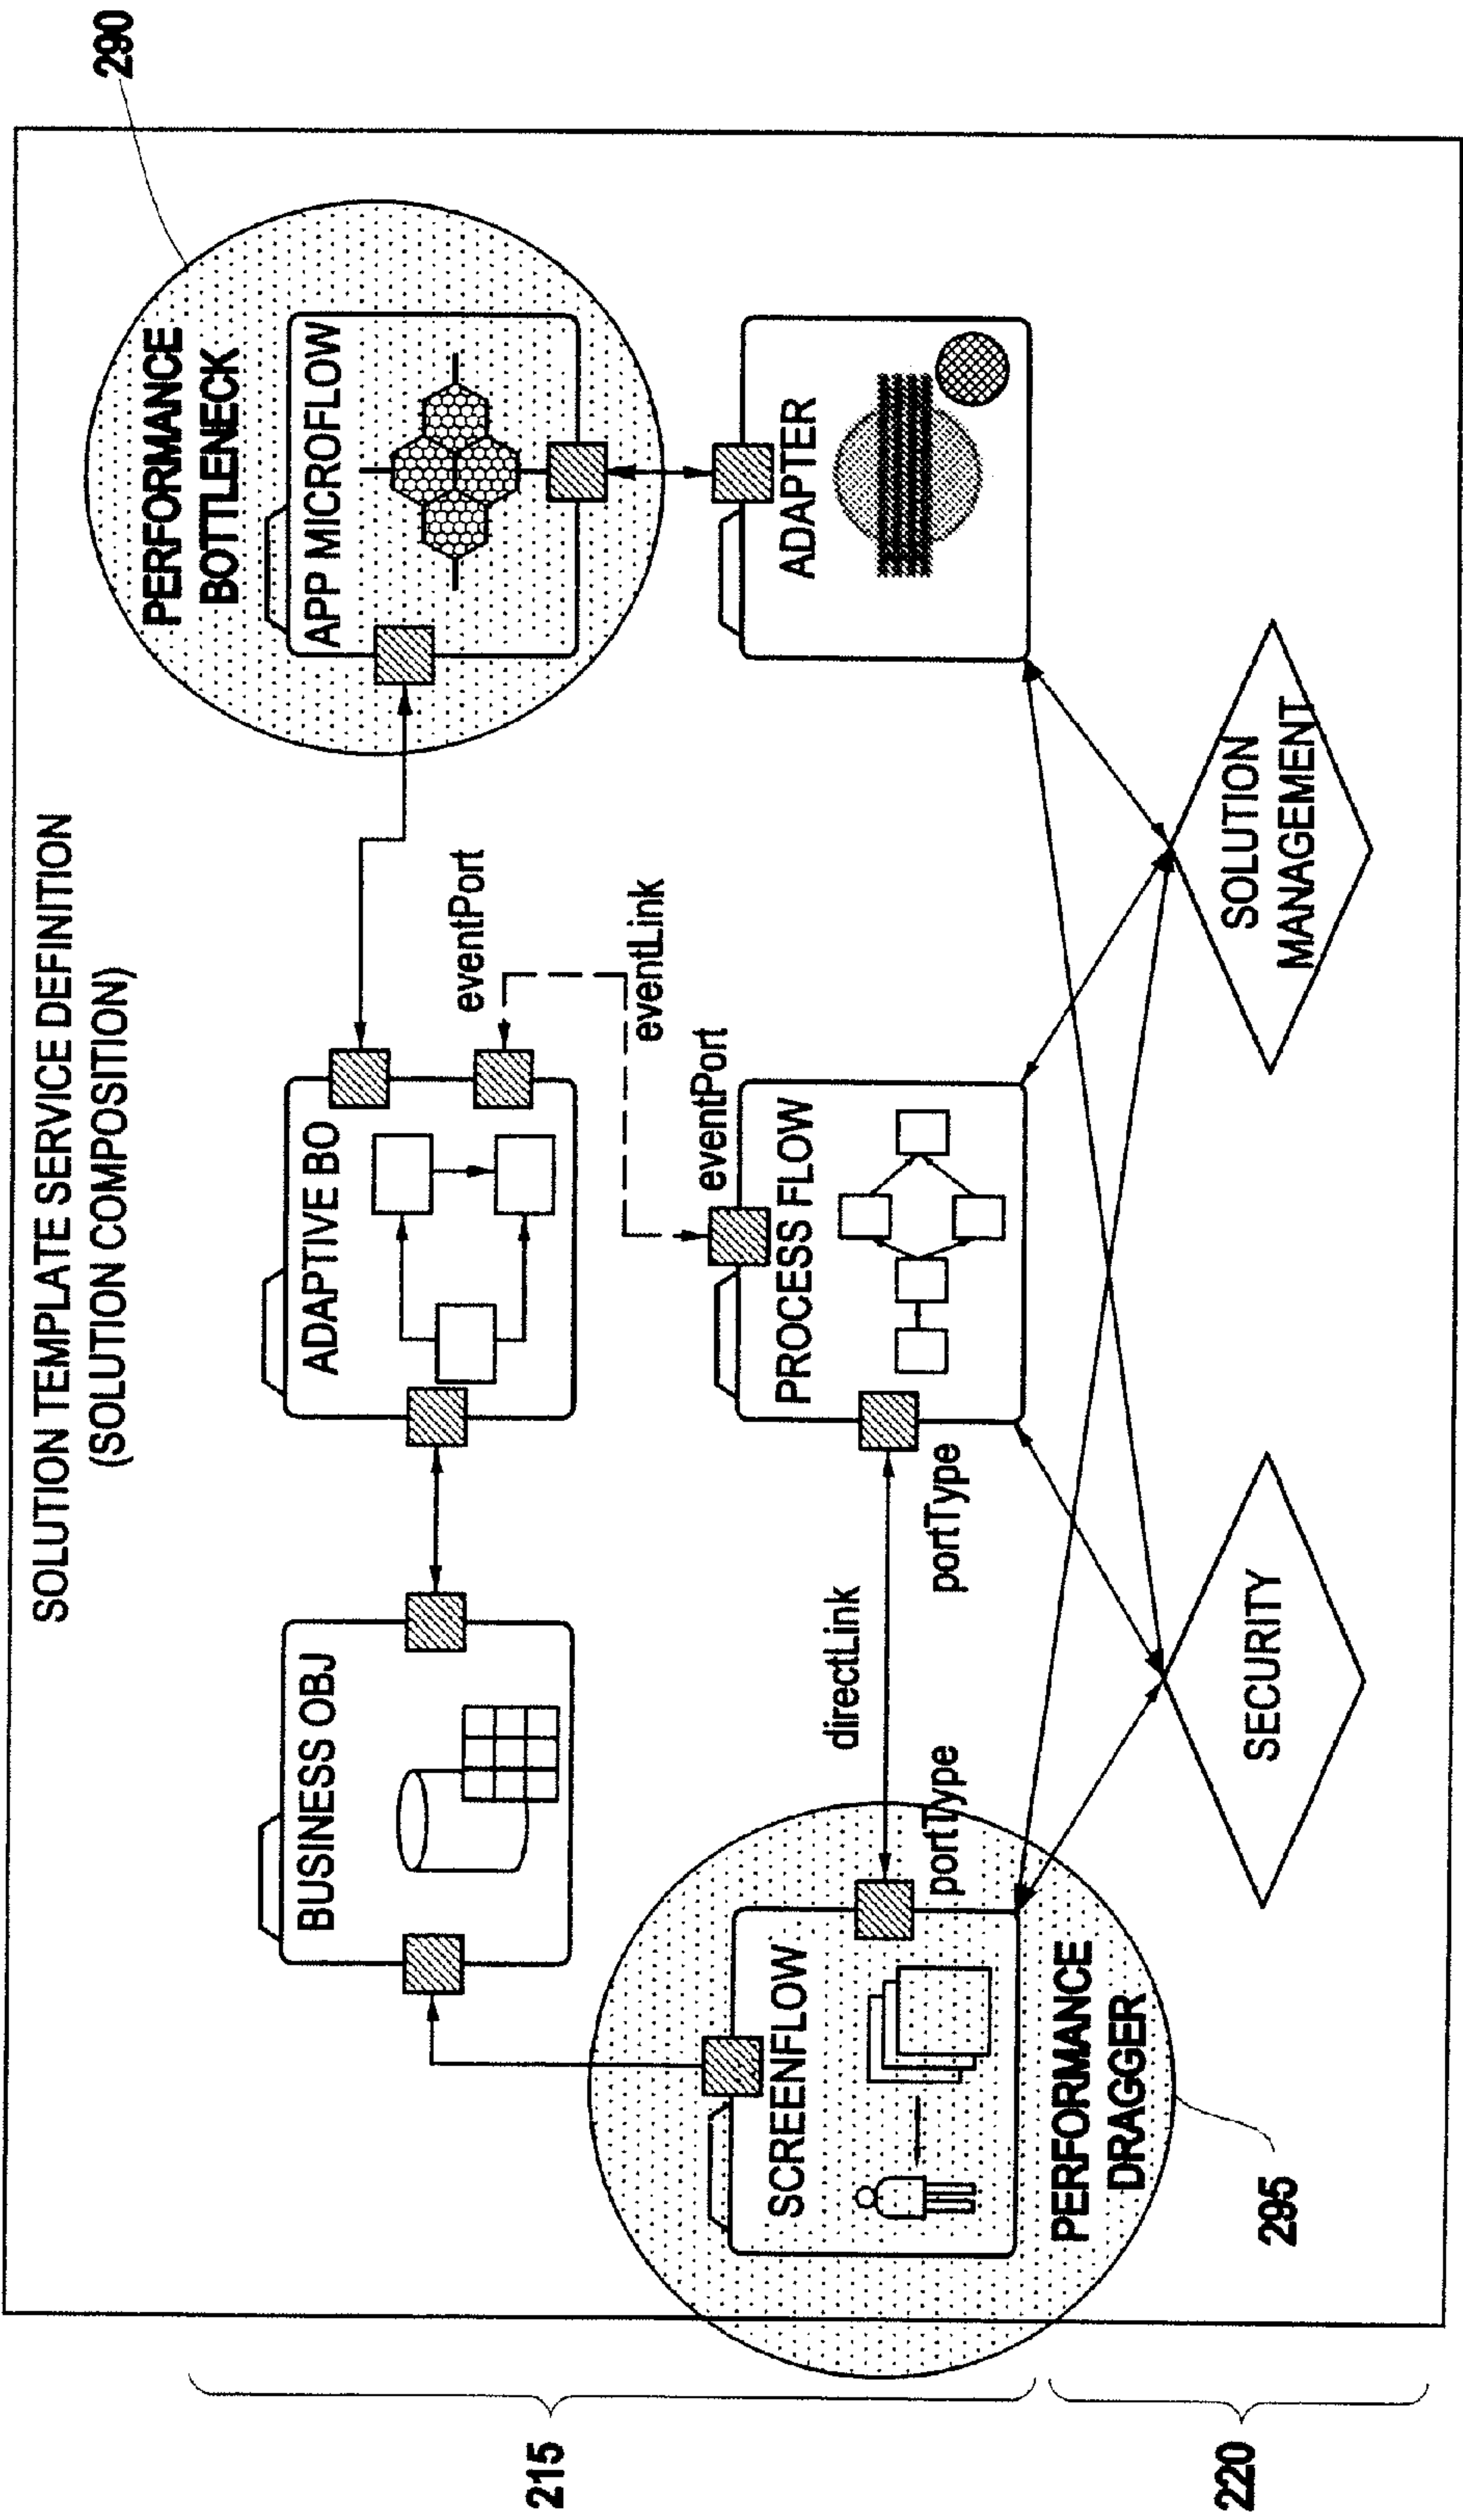 SOLUTION TEMPLATE SERVICE DEFINITION
(SOLUTION COMPOSITION)
290
PERFORMANCE
BOTTLENECK
BUSINESS OBJ
ADAPTIVE BO
APP MICROFLOW
eventPort
eventLink
eventPort
SCREENFLOW
directLink
PROCESS FLOW
ADAPTER
portType
portType
PERFORMANCE
DRAGGER
SECURITY
SOLUTION
MANAGEMENT
215
220
295